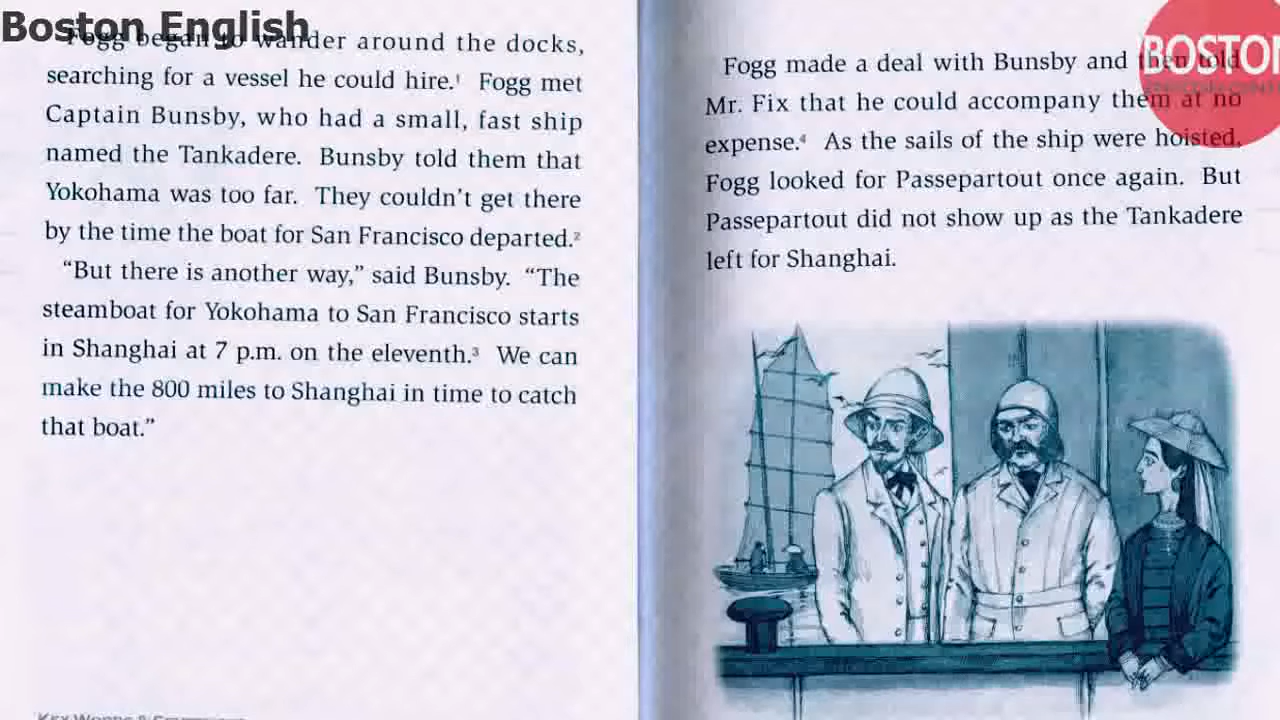 Boston English
Fogg began to wander around the docks,
searching for a vessel he could hire.¹ Fogg met
Captain Bunsby, who had a small, fast ship
named the Tankadere. Bunsby told them that
Yokohama was too far. They couldn't get there
by the time the boat for San Francisco departed.²
“But there is another way,” said Bunsby. “The
steamboat for Yokohama to San Francisco starts
in Shanghai at 7 p.m. on the eleventh.³ We can
make the 800 miles to Shanghai in time to catch
that boat.”
BOSTON
Fogg made a deal with Bunsby and then told
Mr. Fix that he could accompany them at no
expense.⁴ As the sails of the ship were hoisted,
Fogg looked for Passepartout once again. But
Passepartout did not show up as the Tankadere
left for Shanghai.